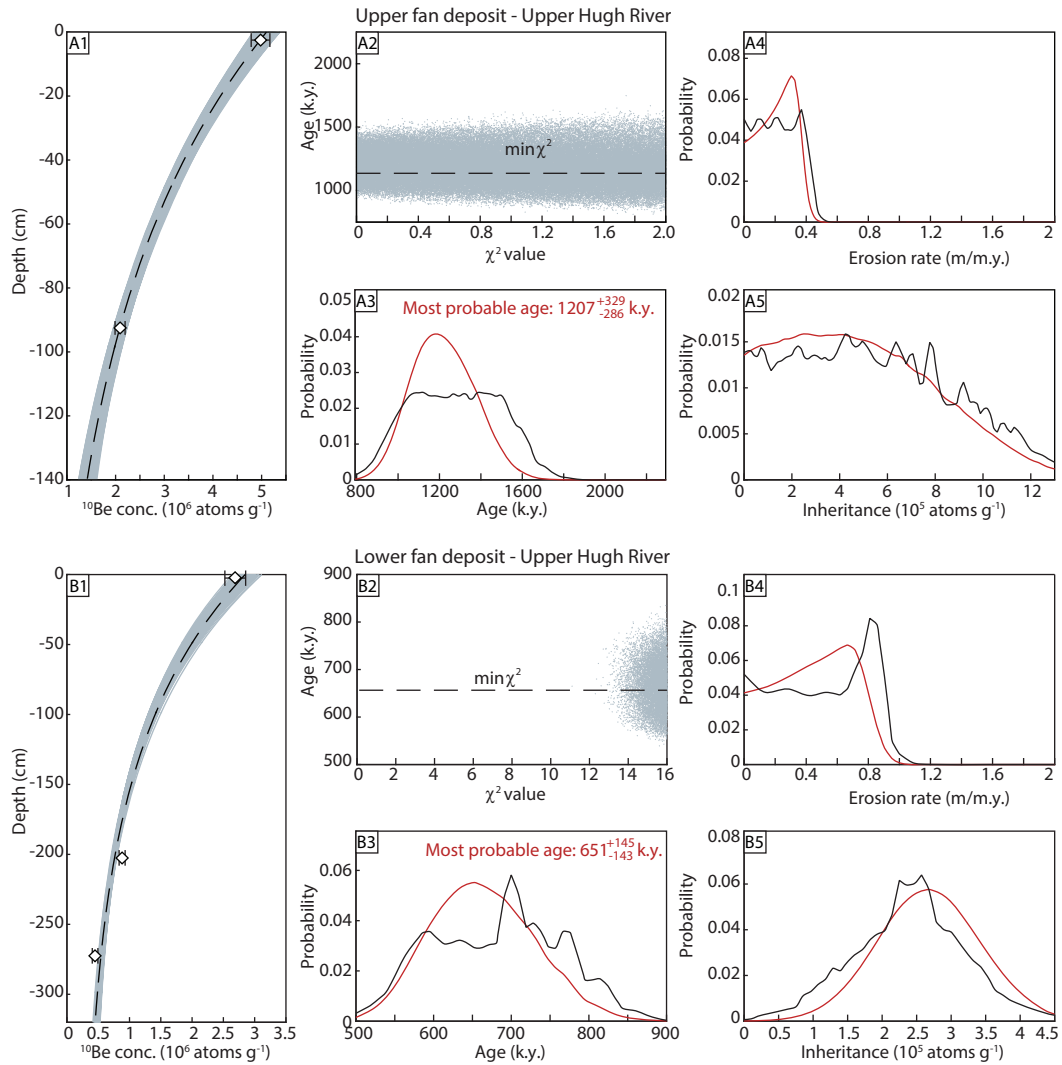 Upper fan deposit - Upper Hugh River
A1
0
-20
-40
-60
-80
-100
-120
-140
Depth (cm)
1 2 3 4 5
¹⁰Be conc. (10⁶ atoms g⁻¹)
A2
2000
1500
1000
Age (k.y.)
min χ²
0 0.4 0.8 1.2 1.6 2.0
χ² value
A4
0.08
0.06
0.04
0.02
0
Probability
0 0.4 0.8 1.2 1.6 2
Erosion rate (m/m.y.)
A3
Most probable age: 1207 +329 -286 k.y.
0.05
0.04
0.03
0.02
0.01
0
Probability
800 1200 1600 2000
Age (k.y.)
A5
0.02
0.015
0.01
0.005
0
Probability
0 2 4 6 8 10 12
Inheritance (10⁵ atoms g⁻¹)
Lower fan deposit - Upper Hugh River
B1
0
-50
-100
-150
-200
-250
-300
Depth (cm)
0 0.5 1 1.5 2 2.5 3 3.5
¹⁰Be conc. (10⁶ atoms g⁻¹)
B2
900
800
700
600
500
Age (k.y.)
min χ²
0 2 4 6 8 10 12 14 16
χ² value
B4
0.1
0.08
0.06
0.04
0.02
0
Probability
0 0.4 0.8 1.2 1.6 2
Erosion rate (m/m.y.)
B3
Most probable age: 651 +145 -143 k.y.
0.06
0.04
0.02
0
Probability
500 600 700 800 900
Age (k.y.)
B5
0.08
0.06
0.04
0.02
0
Probability
0 0.5 1 1.5 2 2.5 3 3.5 4 4.5
Inheritance (10⁵ atoms g⁻¹)